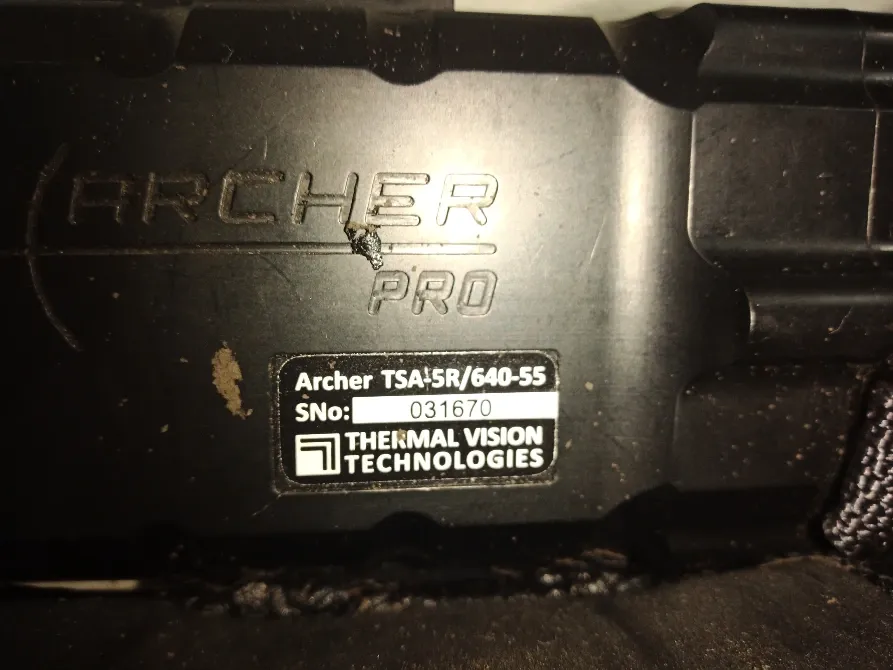 ARCHER
PRO
Archer TSA-5R/640-55
SNo: 031670
THERMAL VISION
TECHNOLOGIES